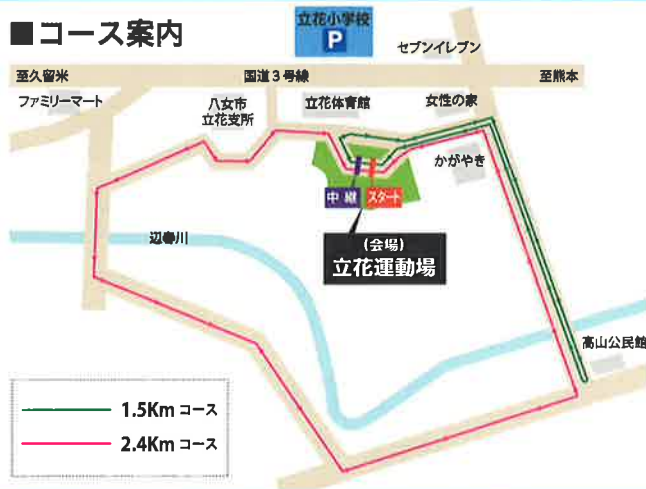 ■コース案内
立花小学校
P
セブンイレブン
至久留米
国道3号線
至熊本
ファミリーマート
八女市
立花支所
立花体育館
女性の家
かがやき
中継
スタート
(会場)
立花運動場
辺春川
高山公民館
1.5Km コース
2.4Km コース